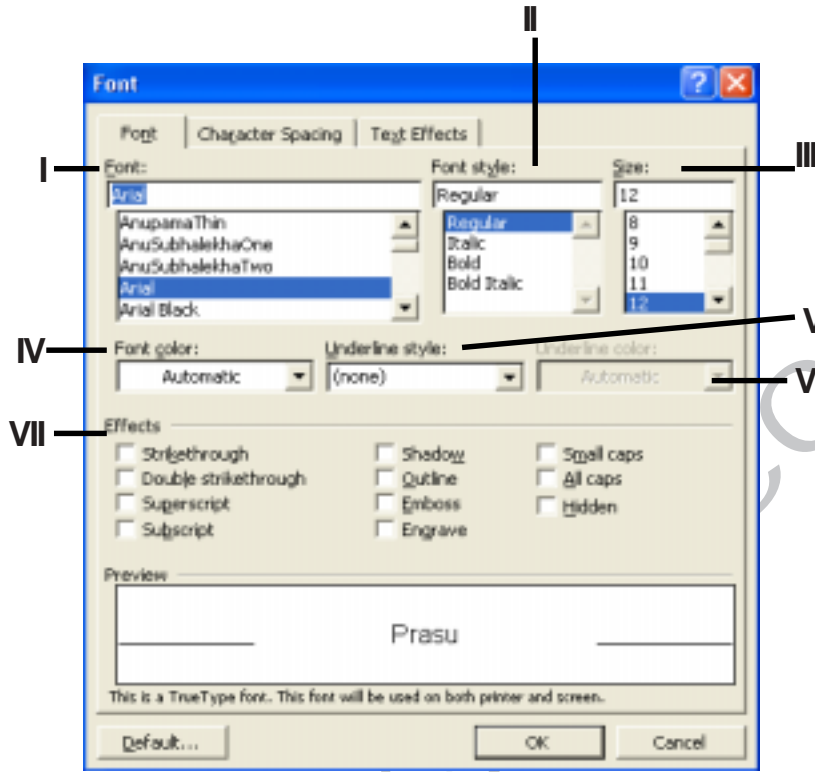 II
Font
Font Character Spacing Text Effects
I Font: Font style: Size: III
Arial Regular 12
AnupamaThin Regular 8
AnuSubhalekhaOne Italic 9
AnuSubhalekhaTwo Bold 10
Arial Bold Italic 11
Arial Black 12
V
IV Font color: Underline style: Underline color:
Automatic (none) Automatic V
VII Effects
Strikethrough Shadow Small caps
Double strikethrough Outline All caps
Superscript Emboss Hidden
Subscript Engrave
Preview
Prasu
This is a TrueType font. This font will be used on both printer and screen.
Default... OK Cancel